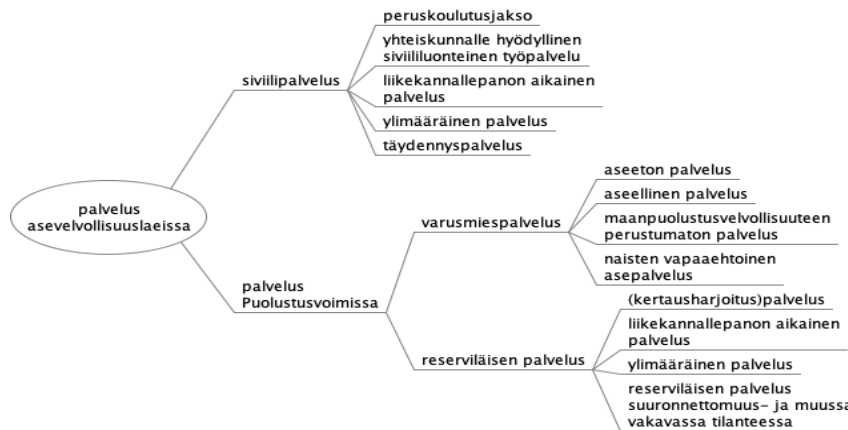 palvelus
asevelvollisuuslaeissa
siviilipalvelus
peruskoulutusjakso
yhteiskunnalle hyödyllinen
siviililuonteinen työpalvelu
liikekannallepanon aikainen
palvelus
ylimääräinen palvelus
täydennyspalvelus
palvelus
Puolustusvoimissa
varusmiespalvelus
aseeton palvelus
aseellinen palvelus
maanpuolustusvelvollisuuteen
perustumaton palvelus
naisten vapaaehtoinen
asepalvelus
reserviläisen palvelus
(kertausharjoitus)palvelus
liikekannallepanon aikainen
palvelus
ylimääräinen palvelus
reserviläisen palvelus
suuronnettomuus- ja muussa
vakavassa tilanteessa